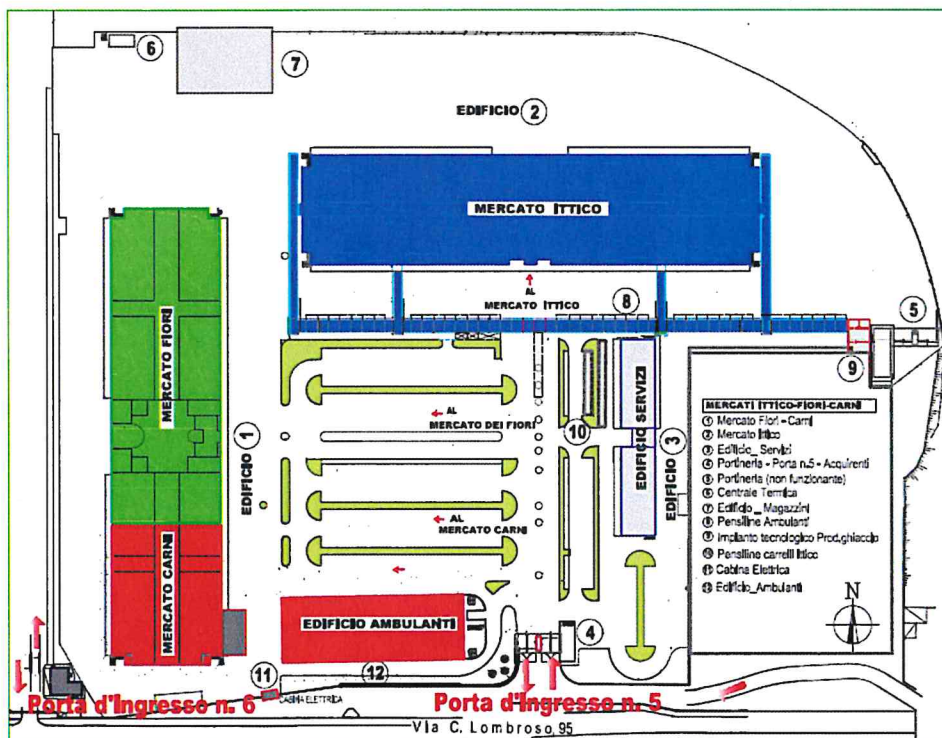 6
7
EDIFICIO 2
MERCATO ITTICO
AL
MERCATO ITTICO
8
5
9
MERCATO FIORI
EDIFICIO 1
MERCATO CARNI
AL
MERCATO DEI FIORI
10
AL
MERCATO CARNI
EDIFICIO SERVIZI
EDIFICIO 3
MERCATI ITTICO-FIORI-CARNI
1 Mercato Fiori - Carni
2 Mercato Ittico
3 Edificio_ Servizi
4 Portineria - Porta n.5 - Acquirenti
5 Portineria (non funzionante)
6 Centrale Termica
7 Edificio_ Magazzini
8 Pensiline Ambulanti
9 Impianto tecnologico Prod.ghiaccio
10 Pensiline carrelli ittico
11 Cabina Elettrica
12 Edificio_Ambulanti
N
EDIFICIO AMBULANTI
4
11
12
CABINA ELETTRICA
Porta d'Ingresso n. 6
Porta d'Ingresso n. 5
Via C. Lombroso, 95